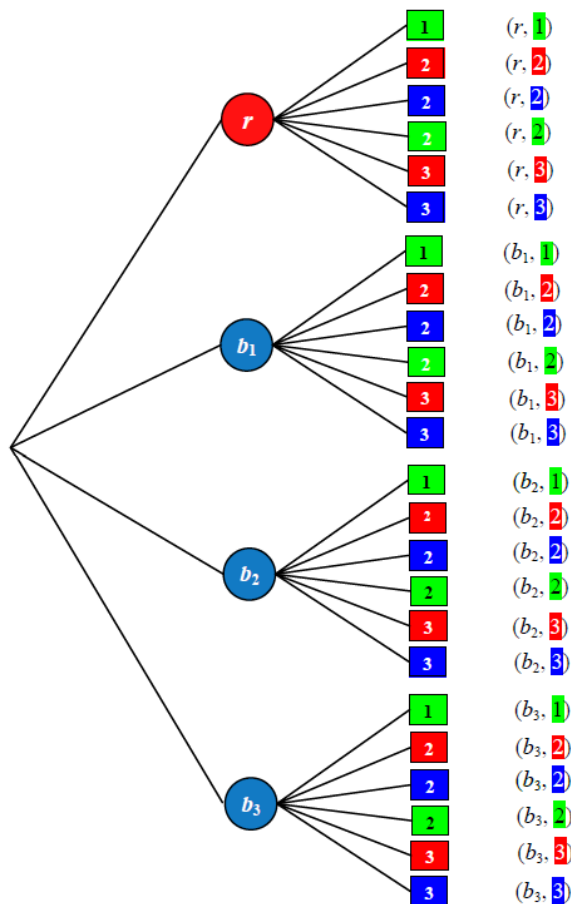 1 (r, 1)
2 (r, 2)
2 (r, 2)
r
2 (r, 2)
3 (r, 3)
3 (r, 3)
1 (b₁, 1)
2 (b₁, 2)
2 (b₁, 2)
b₁
2 (b₁, 2)
3 (b₁, 3)
3 (b₁, 3)
1 (b₂, 1)
2 (b₂, 2)
2 (b₂, 2)
b₂
2 (b₂, 2)
3 (b₂, 3)
3 (b₂, 3)
1 (b₃, 1)
2 (b₃, 2)
2 (b₃, 2)
b₃
2 (b₃, 2)
3 (b₃, 3)
3 (b₃, 3)